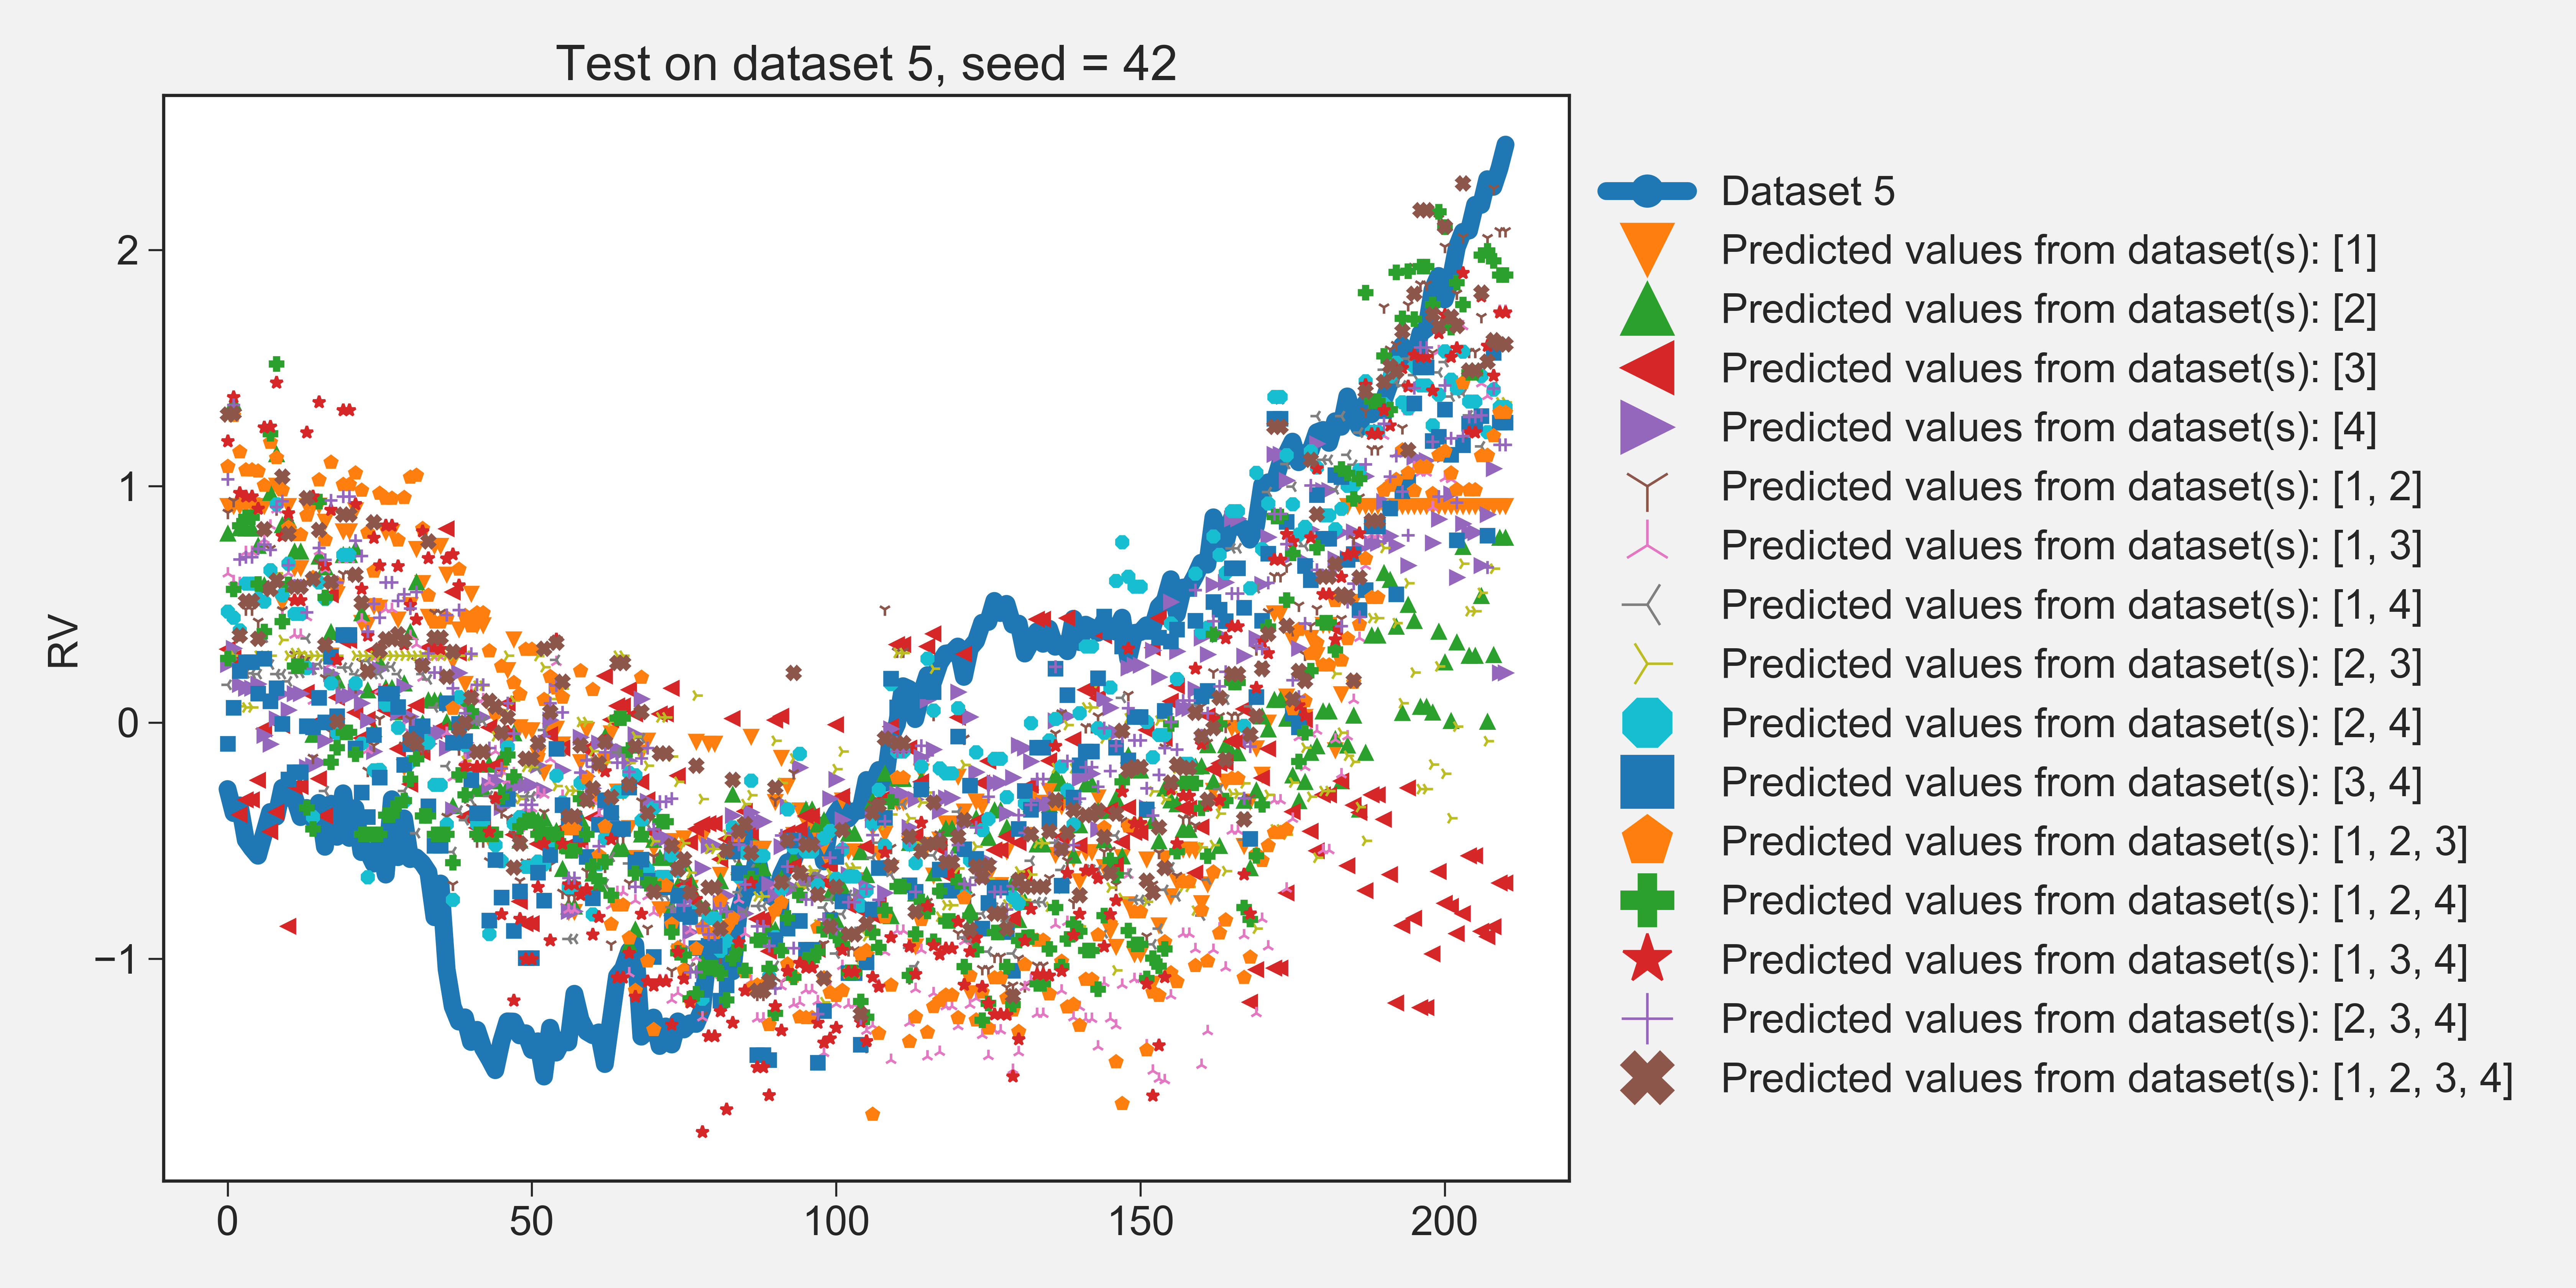 Test on dataset 5, seed = 42
RV
2
1
0
−1
0 50 100 150 200
Dataset 5
Predicted values from dataset(s): [1]
Predicted values from dataset(s): [2]
Predicted values from dataset(s): [3]
Predicted values from dataset(s): [4]
Predicted values from dataset(s): [1, 2]
Predicted values from dataset(s): [1, 3]
Predicted values from dataset(s): [1, 4]
Predicted values from dataset(s): [2, 3]
Predicted values from dataset(s): [2, 4]
Predicted values from dataset(s): [3, 4]
Predicted values from dataset(s): [1, 2, 3]
Predicted values from dataset(s): [1, 2, 4]
Predicted values from dataset(s): [1, 3, 4]
Predicted values from dataset(s): [2, 3, 4]
Predicted values from dataset(s): [1, 2, 3, 4]